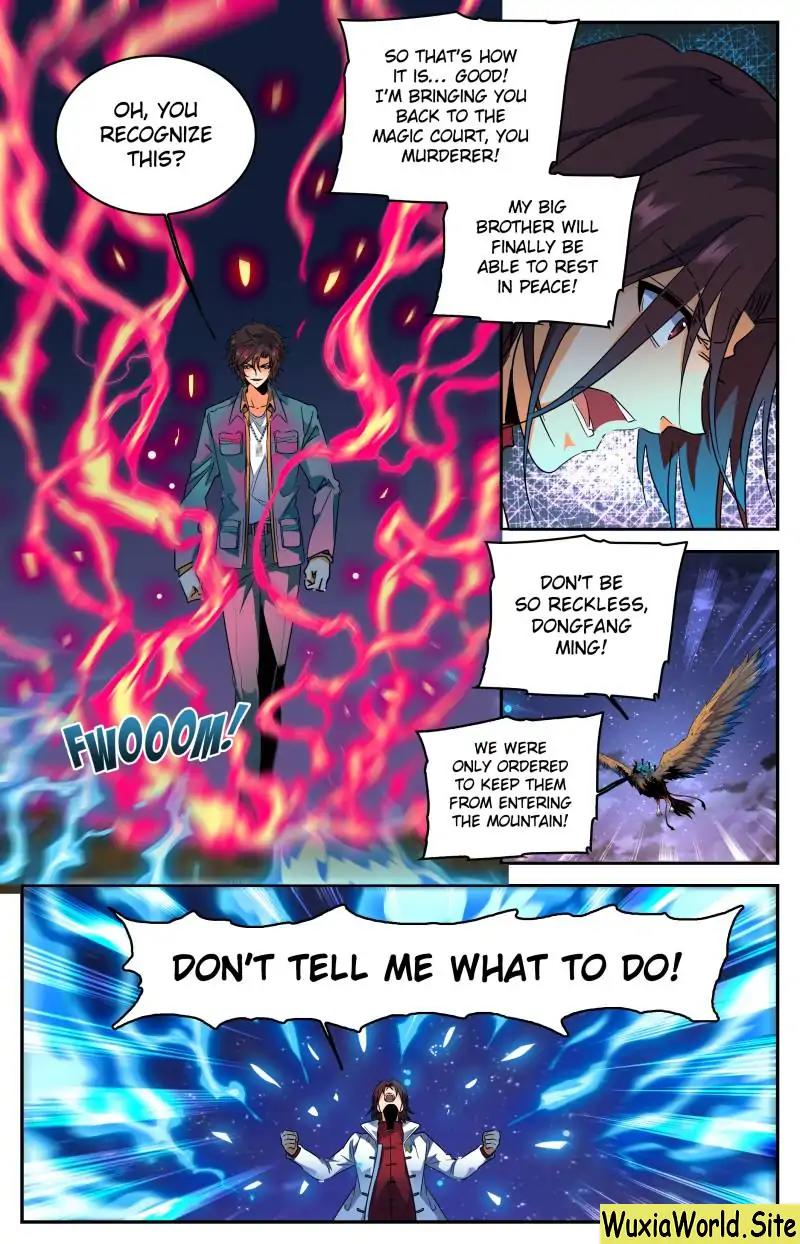 OH, YOU
RECOGNIZE
THIS?
SO THAT'S HOW
IT IS... GOOD!
I'M BRINGING YOU
BACK TO THE
MAGIC COURT, YOU
MURDERER!
MY BIG
BROTHER WILL
FINALLY BE
ABLE TO REST
IN PEACE!
FWOOOM!
DON'T BE
SO RECKLESS,
DONGFANG
MING!
WE WERE
ONLY ORDERED
TO KEEP THEM
FROM ENTERING
THE MOUNTAIN!
DON'T TELL ME WHAT TO DO!
WuxiaWorld.Site